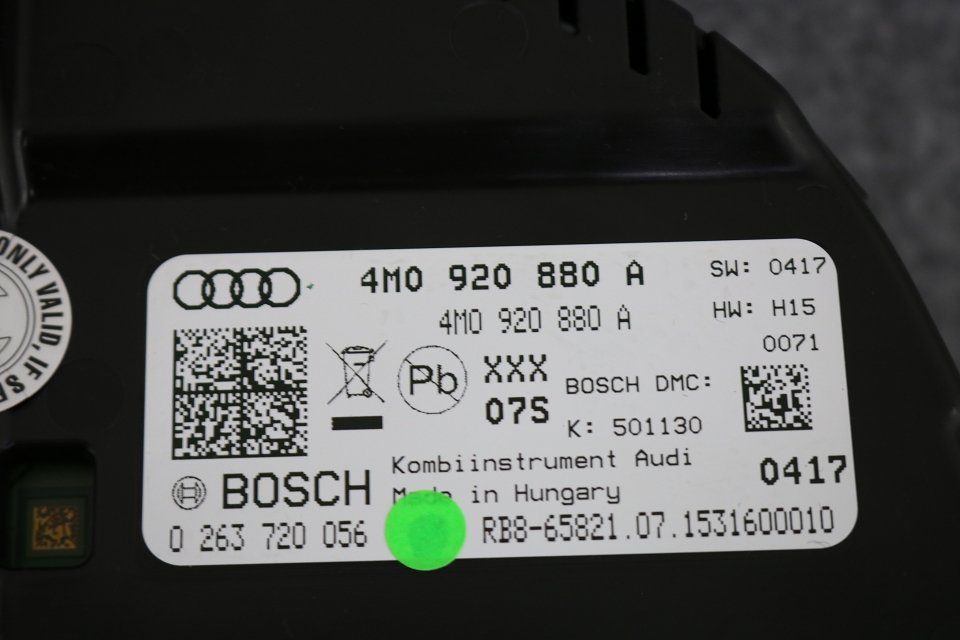 4M0 920 880 A
SW: 0417
4M0 920 880 A
HW: H15
0071
Pb
XXX
07S
BOSCH DMC:
K: 501130
Kombiinstrument Audi
0417
BOSCH
Made in Hungary
0 263 720 056
RB8-65821.07.1531600010
ONLY VALID, IF